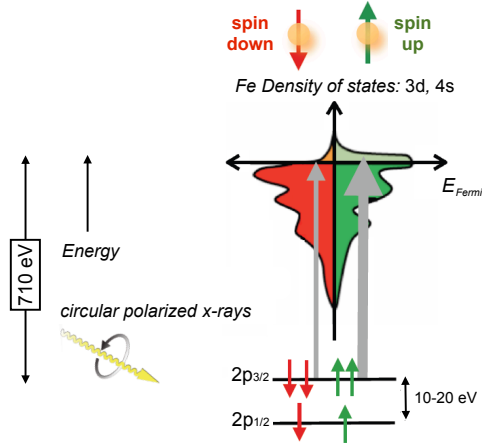 spin
down
spin
up
Fe Density of states: 3d, 4s
E Fermi
710 eV
Energy
circular polarized x-rays
2p3/2
10-20 eV
2p1/2